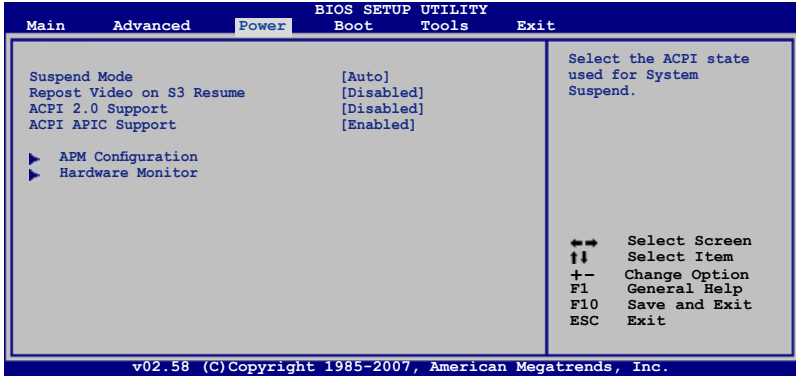 BIOS SETUP UTILITY
Main Advanced Power Boot Tools Exit
Suspend Mode [Auto]
Repost Video on S3 Resume [Disabled]
ACPI 2.0 Support [Disabled]
ACPI APIC Support [Enabled]
APM Configuration
Hardware Monitor
Select the ACPI state
used for System
Suspend.
←→ Select Screen
↑↓ Select Item
+- Change Option
F1 General Help
F10 Save and Exit
ESC Exit
v02.58 (C)Copyright 1985-2007, American Megatrends, Inc.